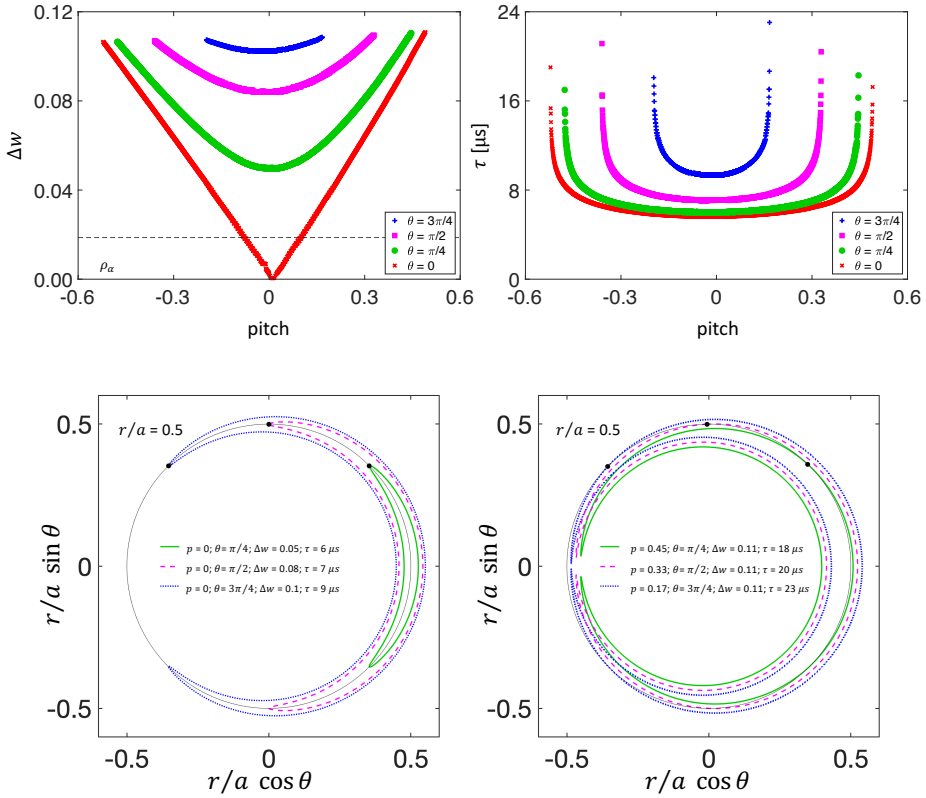 0.12
0.08
0.04
0.00
Δw
ρα
θ = 3π/4
θ = π/2
θ = π/4
θ = 0
-0.6
-0.3
0
0.3
0.6
pitch
24
16
8
0
τ [μs]
θ = 3π/4
θ = π/2
θ = π/4
θ = 0
-0.6
-0.3
0
0.3
0.6
pitch
0.5
0
-0.5
r/a sin θ
r/a = 0.5
p = 0; θ = π/4; Δw = 0.05; τ = 6 μs
p = 0; θ = π/2; Δw = 0.08; τ = 7 μs
p = 0; θ = 3π/4; Δw = 0.1; τ = 9 μs
-0.5
0
0.5
r/a cos θ
0.5
0
-0.5
r/a sin θ
r/a = 0.5
p = 0.45; θ = π/4; Δw = 0.11; τ = 18 μs
p = 0.33; θ = π/2; Δw = 0.11; τ = 20 μs
p = 0.17; θ = 3π/4; Δw = 0.11; τ = 23 μs
-0.5
0
0.5
r/a cos θ